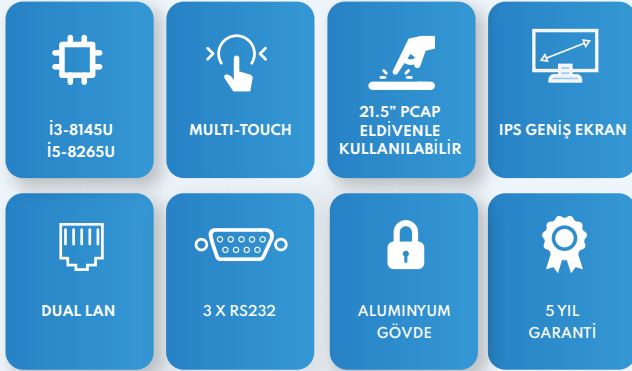 İ3-8145U
İ5-8265U
MULTI-TOUCH
21.5” PCAP
ELDİVENLE
KULLANILABİLİR
IPS GENİŞ EKRAN
DUAL LAN
3 X RS232
ALUMINYUM
GÖVDE
5 YIL
GARANTİ